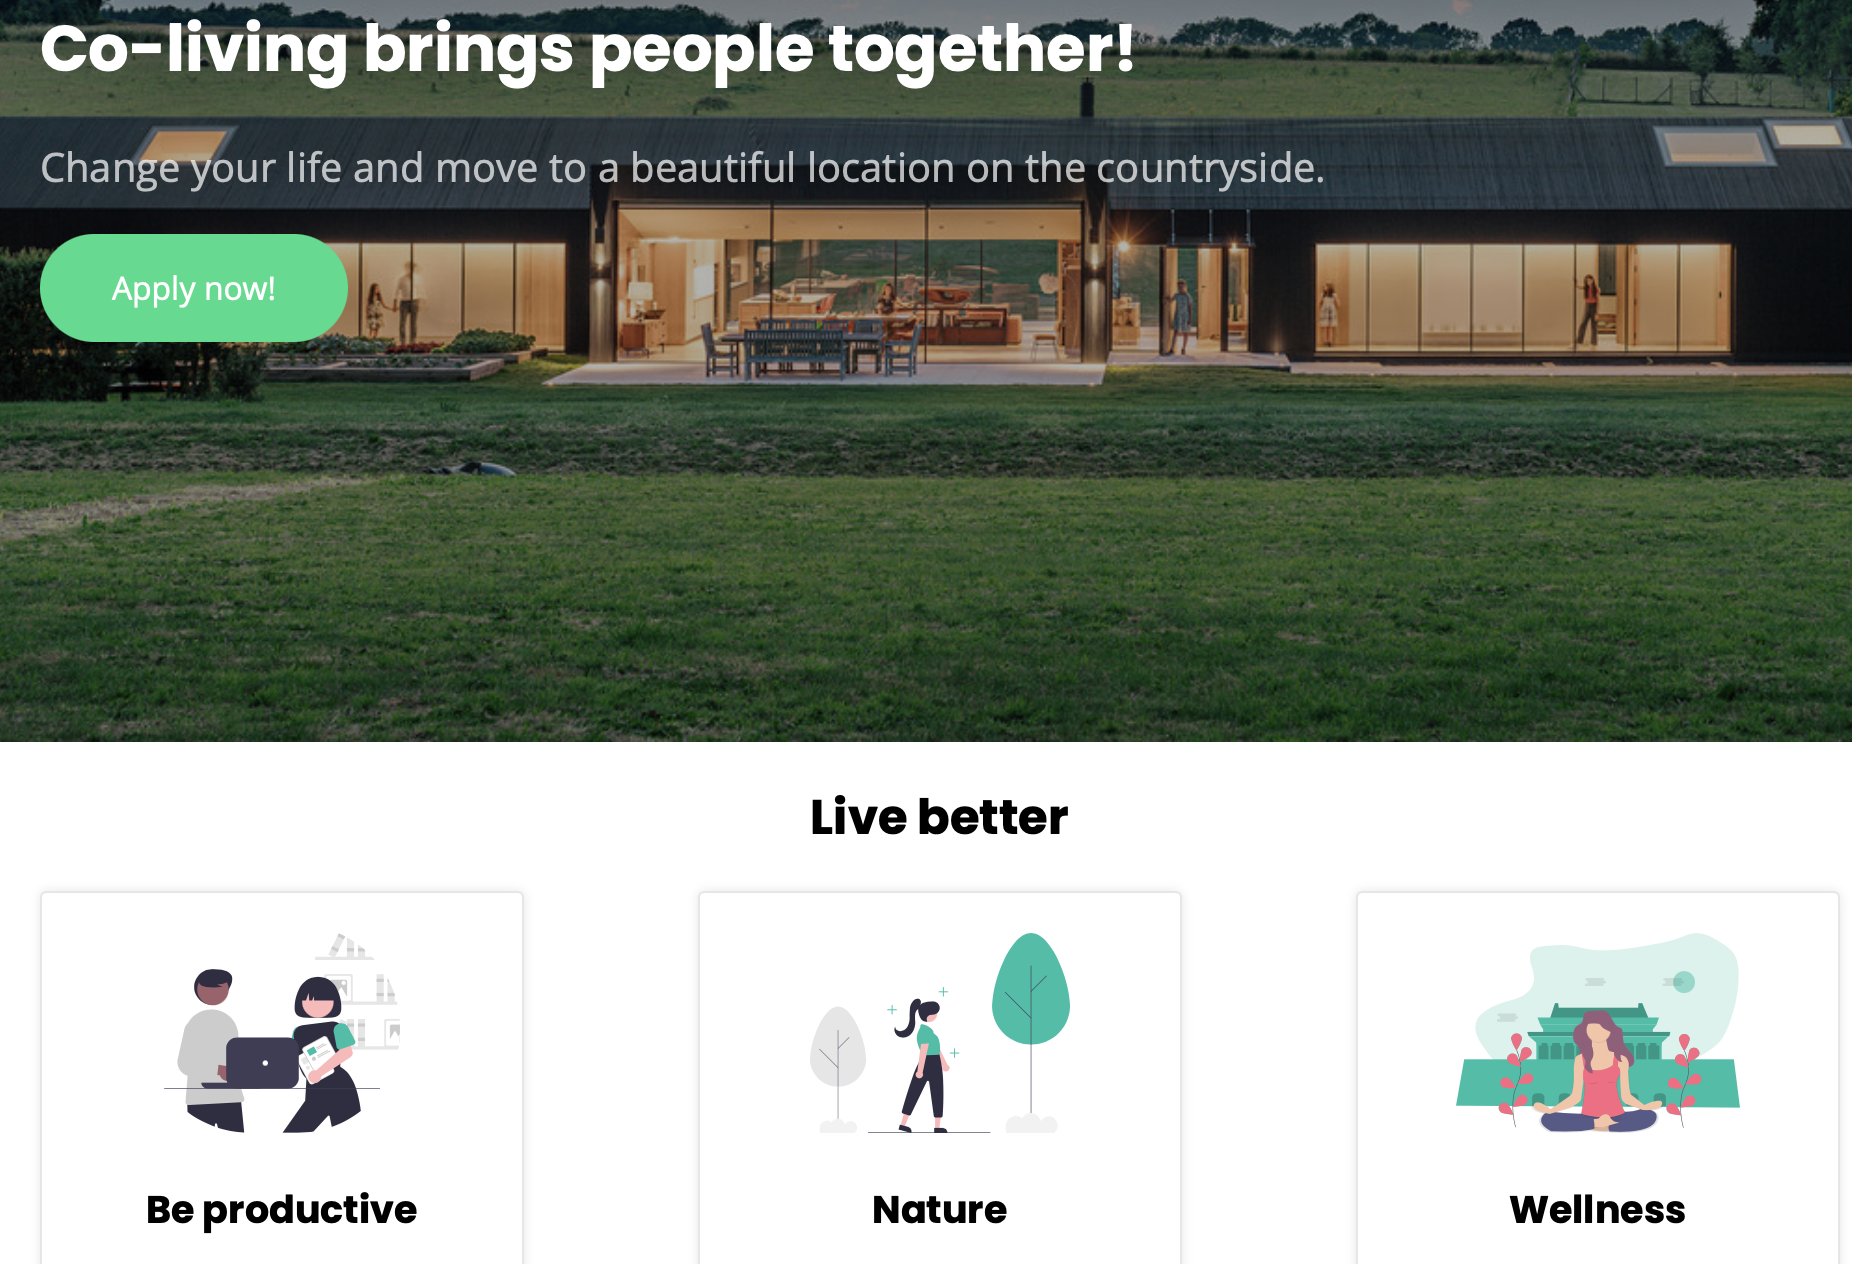 Co-living brings people together!
Change your life and move to a beautiful location on the countryside.
Apply now!
Live better
Be productive
Nature
Wellness